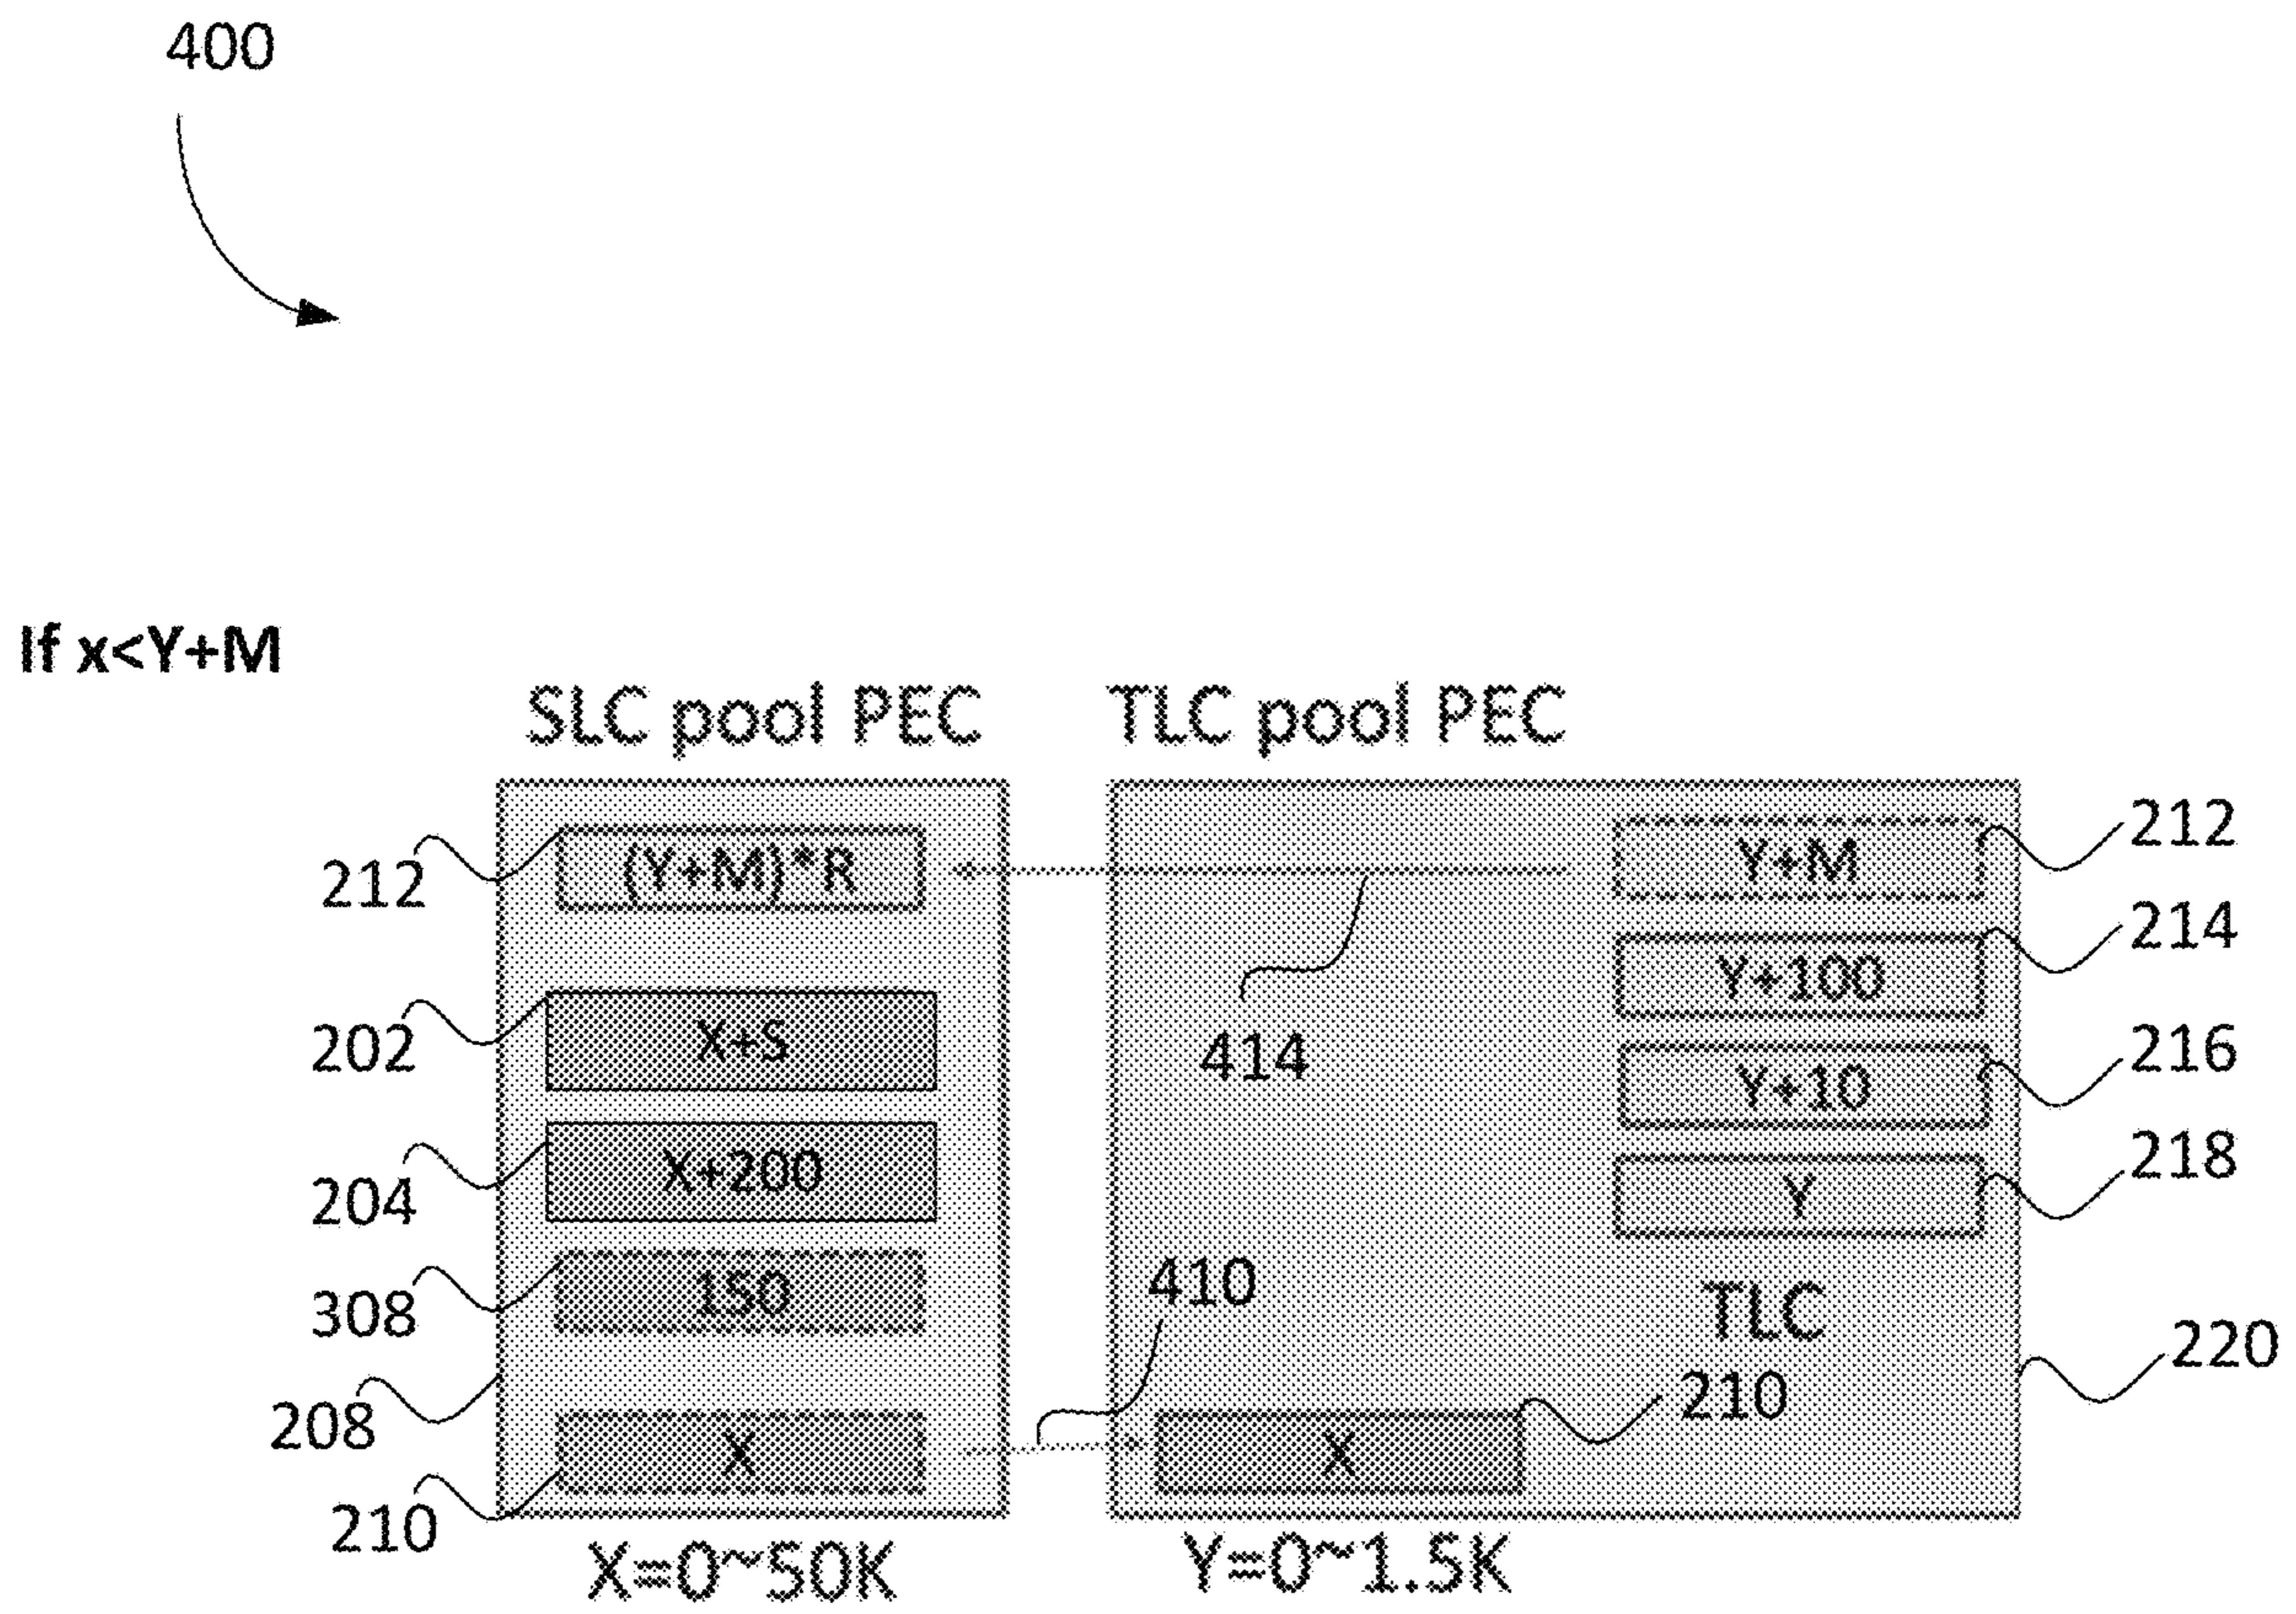 400
If x<Y+M
SLC pool PEC
TLC pool PEC
212
(Y+M)*R
Y+M
212
214
202
X+S
414
Y+100
216
Y+10
204
X+200
218
Y
308
150
410
TLC
220
208
210
X
X
210
X=0~50K
Y=0~1.5K